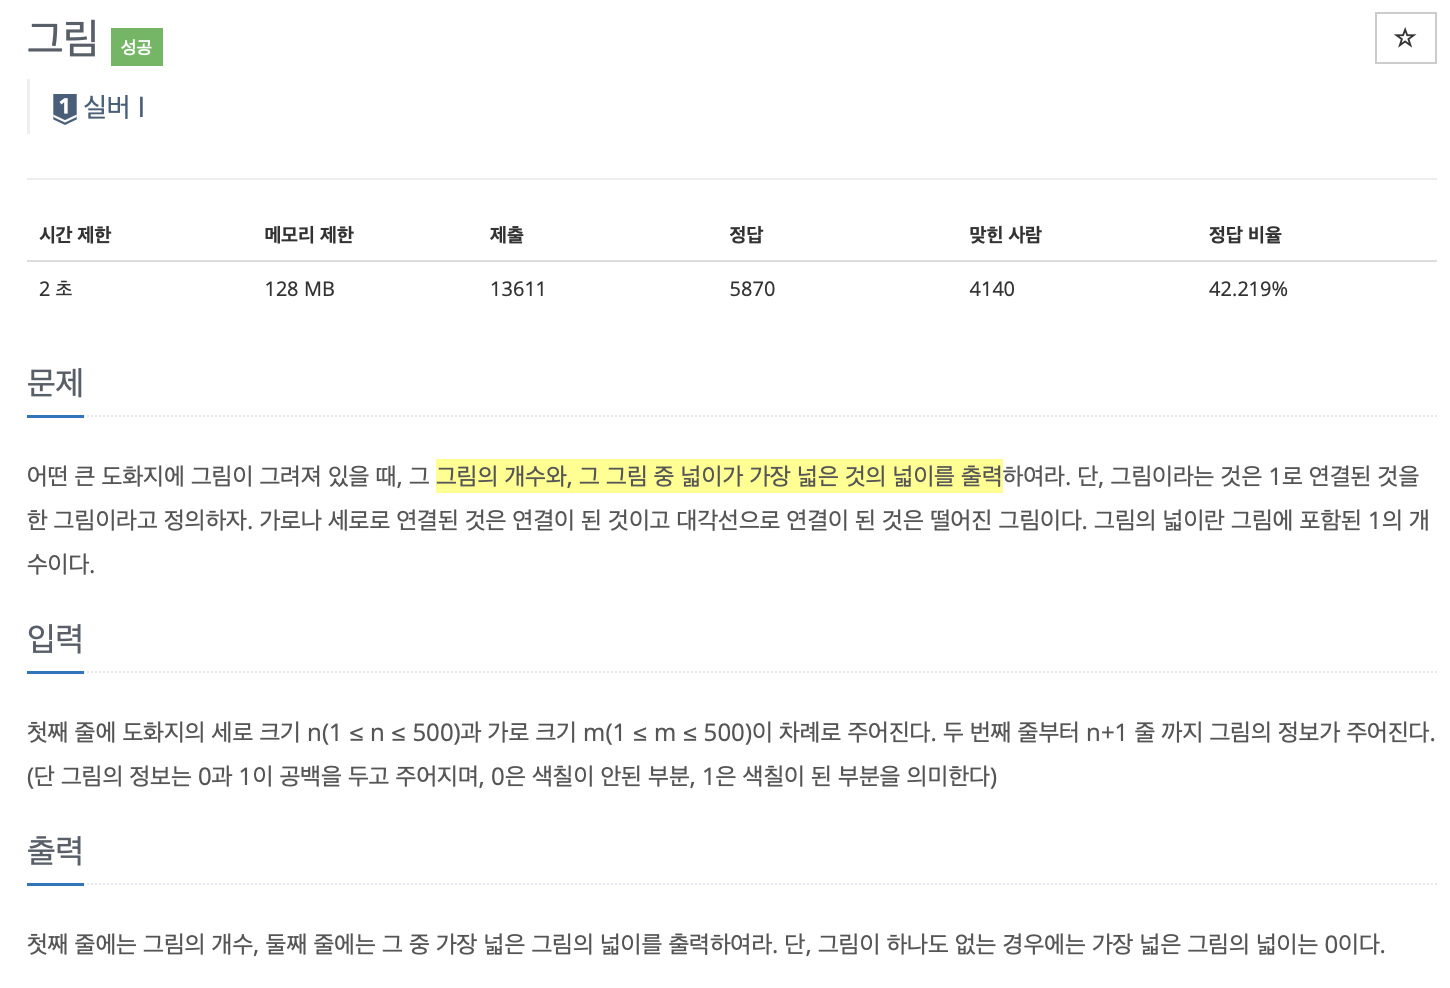 그림 성공
☆
1 실버 I
시간 제한 메모리 제한 제출 정답 맞힌 사람 정답 비율
2 초 128 MB 13611 5870 4140 42.219%
문제
어떤 큰 도화지에 그림이 그려져 있을 때, 그 그림의 개수와, 그 그림 중 넓이가 가장 넓은 것의 넓이를 출력하여라. 단, 그림이라는 것은 1로 연결된 것을
한 그림이라고 정의하자. 가로나 세로로 연결된 것은 연결이 된 것이고 대각선으로 연결이 된 것은 떨어진 그림이다. 그림의 넓이란 그림에 포함된 1의 개
수이다.
입력
첫째 줄에 도화지의 세로 크기 n(1 ≤ n ≤ 500)과 가로 크기 m(1 ≤ m ≤ 500)이 차례로 주어진다. 두 번째 줄부터 n+1 줄 까지 그림의 정보가 주어진다.
(단 그림의 정보는 0과 1이 공백을 두고 주어지며, 0은 색칠이 안된 부분, 1은 색칠이 된 부분을 의미한다)
출력
첫째 줄에는 그림의 개수, 둘째 줄에는 그 중 가장 넓은 그림의 넓이를 출력하여라. 단, 그림이 하나도 없는 경우에는 가장 넓은 그림의 넓이는 0이다.